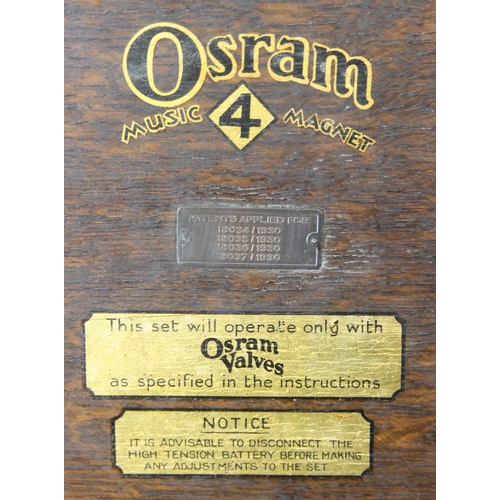 Osram
MUSIC 4 MAGNET
PATENTS APPLIED FOR
18034/1930
18035/1930
18036/1930
18037/1930
This set will operate only with
Osram
Valves
as specified in the instructions
NOTICE
IT IS ADVISABLE TO DISCONNECT THE
HIGH TENSION BATTERY BEFORE MAKING
ANY ADJUSTMENTS TO THE SET